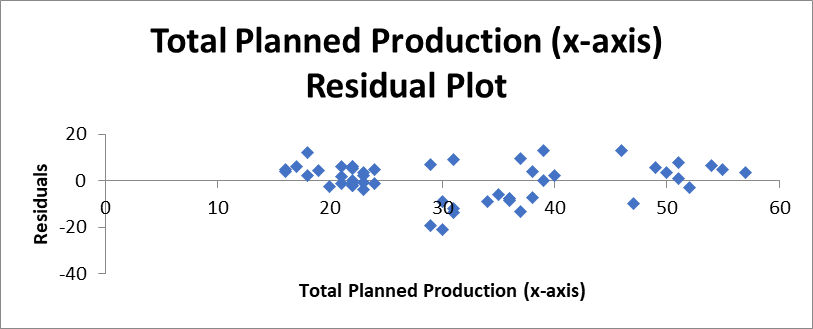 Total Planned Production (x-axis)
Residual Plot
Residuals
20
0
-20
-40
0 10 20 30 40 50 60
Total Planned Production (x-axis)